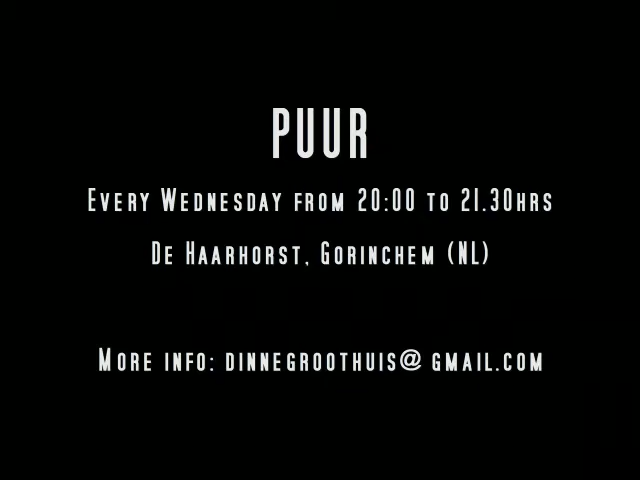 PUUR
Every Wednesday from 20:00 to 21.30hrs
De Haarhorst, Gorinchem (NL)
More info: dinnegroothuis@ gmail.com